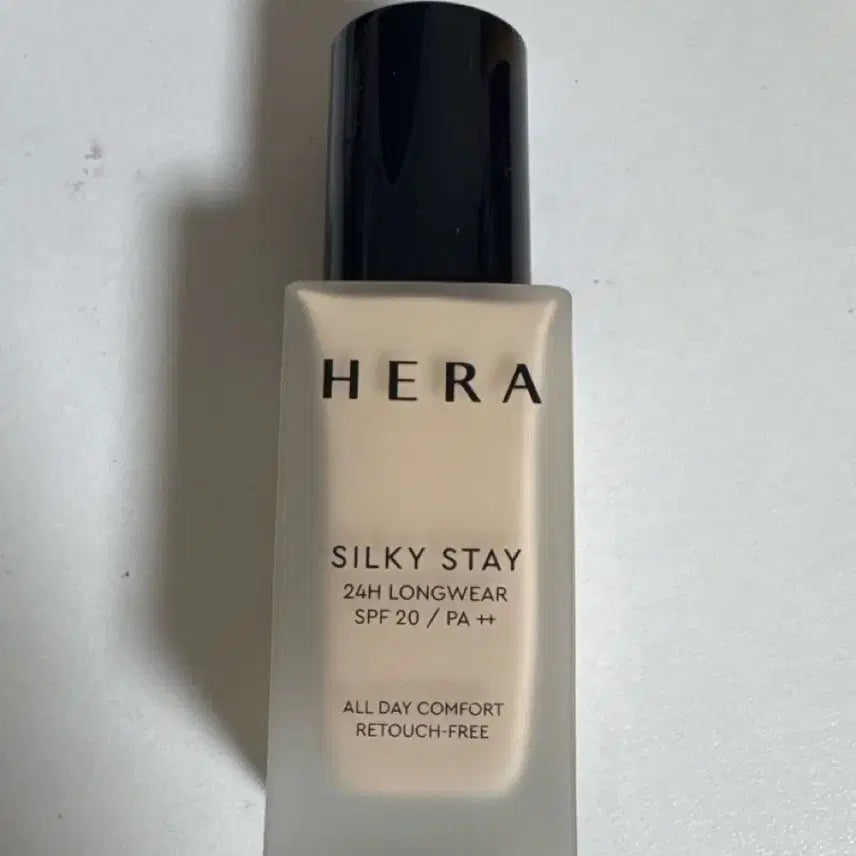 HERA
SILKY STAY
24H LONGWEAR
SPF 20 / PA ++
ALL DAY COMFORT
RETOUCH-FREE